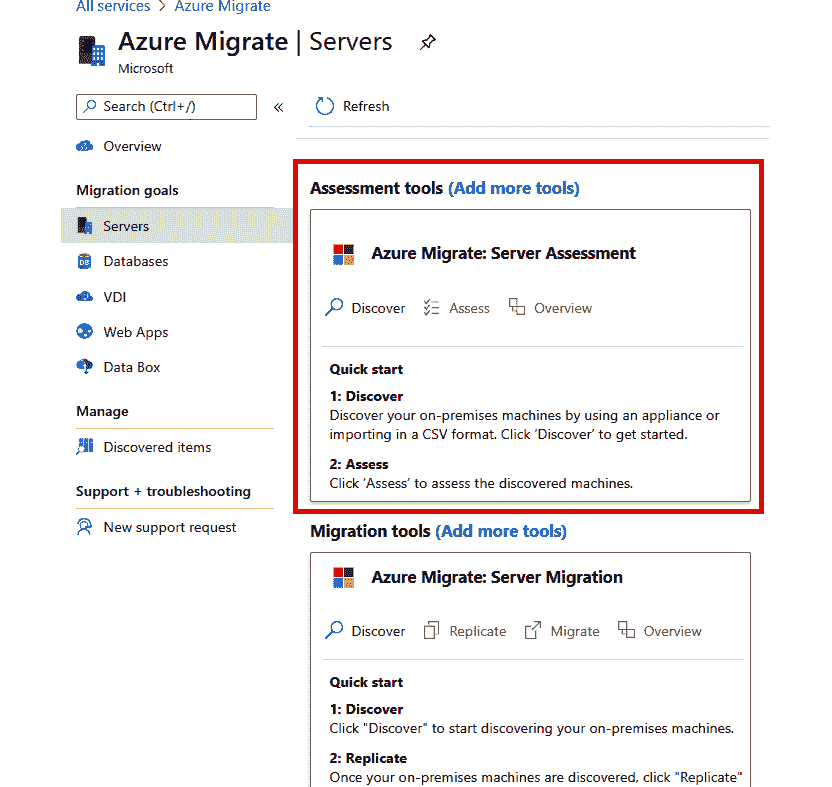 All services > Azure Migrate
Azure Migrate | Servers
Microsoft
Search (Ctrl+/)
«
Refresh
Overview
Migration goals
Servers
Databases
VDI
Web Apps
Data Box
Manage
Discovered items
Support + troubleshooting
New support request
Assessment tools (Add more tools)
Azure Migrate: Server Assessment
Discover Assess Overview
Quick start
1: Discover
Discover your on-premises machines by using an appliance or
importing in a CSV format. Click ‘Discover’ to get started.
2: Assess
Click ‘Assess’ to assess the discovered machines.
Migration tools (Add more tools)
Azure Migrate: Server Migration
Discover Replicate Migrate Overview
Quick start
1: Discover
Click "Discover" to start discovering your on-premises machines.
2: Replicate
Once your on-premises machines are discovered, click "Replicate"